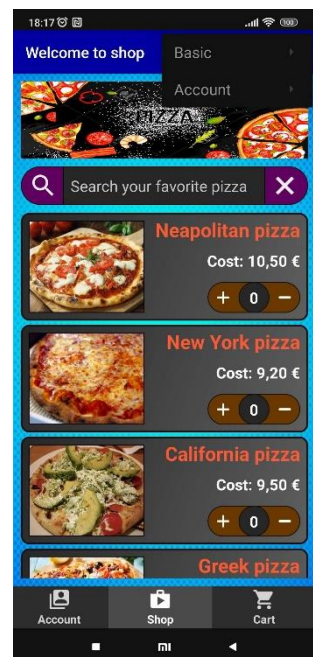 18:17
100
Welcome to shop
Basic
Account
PIZZA
Search your favorite pizza
Neapolitan pizza
Cost: 10,50 €
+ 0 −
New York pizza
Cost: 9,20 €
+ 0 −
California pizza
Cost: 9,50 €
+ 0 −
Greek pizza
Account
Shop
Cart